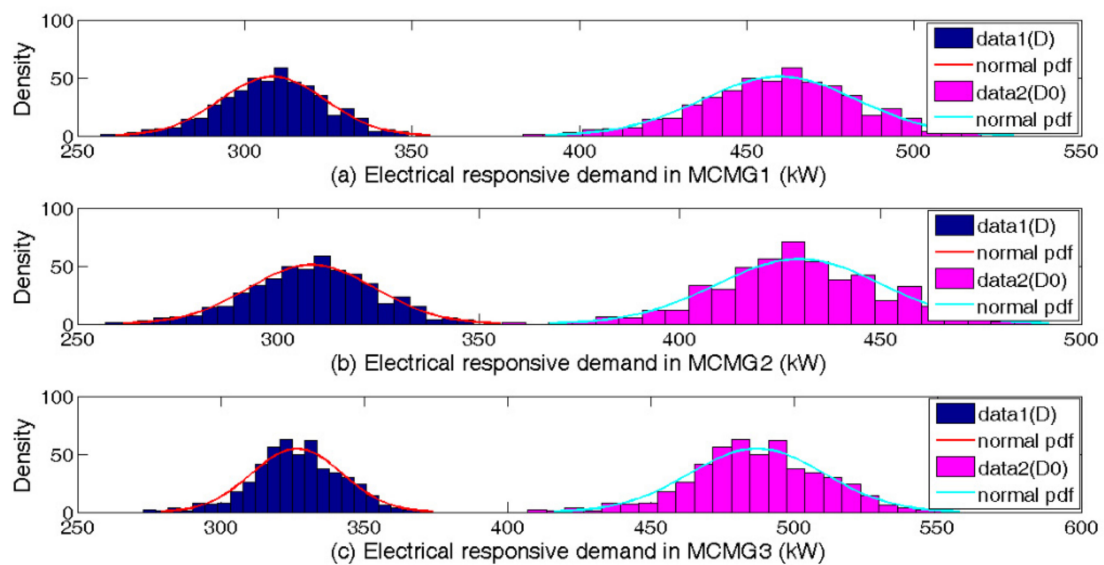 100
50
0
Density
250
300
350
400
450
500
550
data1(D)
normal pdf
data2(D0)
normal pdf
(a) Electrical responsive demand in MCMG1 (kW)
100
50
0
Density
250
300
350
400
450
500
data1(D)
normal pdf
data2(D0)
normal pdf
(b) Electrical responsive demand in MCMG2 (kW)
100
50
0
Density
250
300
350
400
450
500
550
600
data1(D)
normal pdf
data2(D0)
normal pdf
(c) Electrical responsive demand in MCMG3 (kW)